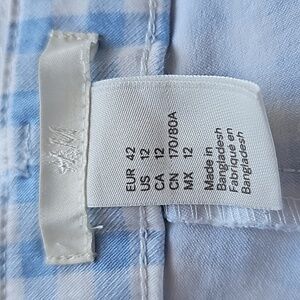 H&M
EUR 42
US 12
CA 12
CN 170/80A
MX 12
Made in
Bangladesh
Fabriqué en
Bangladesh